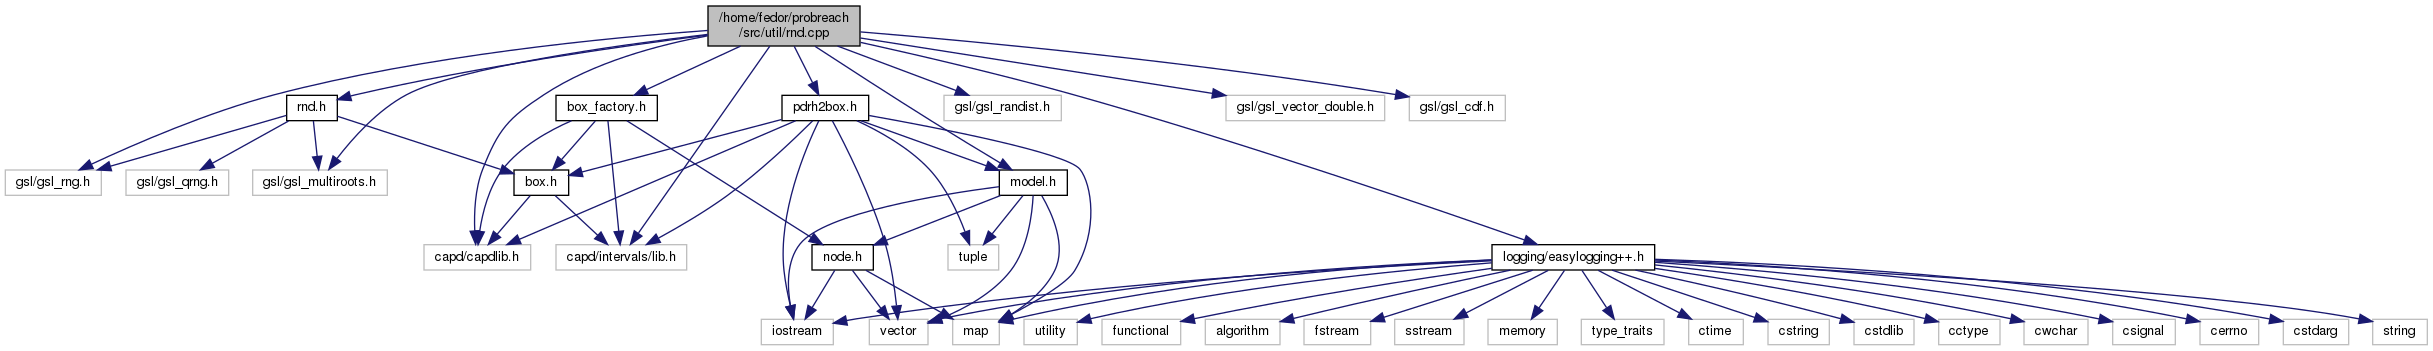 /home/fedor/probreach
/src/util/rnd.cpp
rnd.h
box_factory.h
pdrh2box.h
gsl/gsl_randist.h
gsl/gsl_vector_double.h
gsl/gsl_cdf.h
gsl/gsl_rng.h
gsl/gsl_qrng.h
gsl/gsl_multiroots.h
box.h
model.h
capd/capdlib.h
capd/intervals/lib.h
node.h
tuple
logging/easylogging++.h
iostream
vector
map
utility
functional
algorithm
fstream
sstream
memory
type_traits
ctime
cstring
cstdlib
cctype
cwchar
csignal
cerrno
cstdarg
string